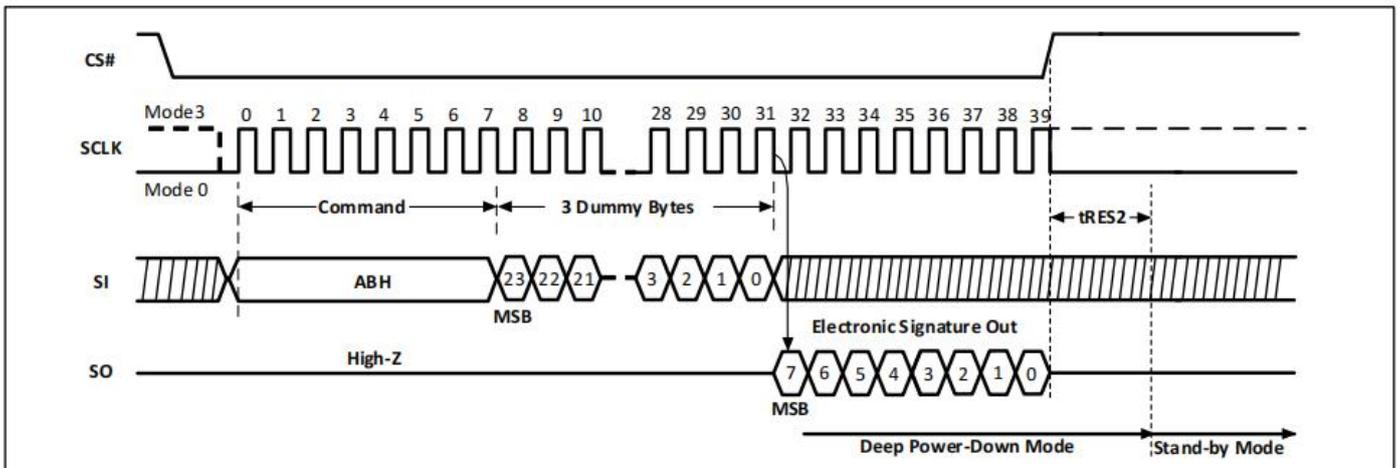 CS#
Mode3
0 1 2 3 4 5 6 7 8 9 10 28 29 30 31 32 33 34 35 36 37 38 39
SCLK
Mode 0
Command
3 Dummy Bytes
tRES2
SI
ABH
23 22 21 3 2 1 0
MSB
Electronic Signature Out
High-Z
SO
7 6 5 4 3 2 1 0
MSB
Deep Power-Down Mode
Stand-by Mode